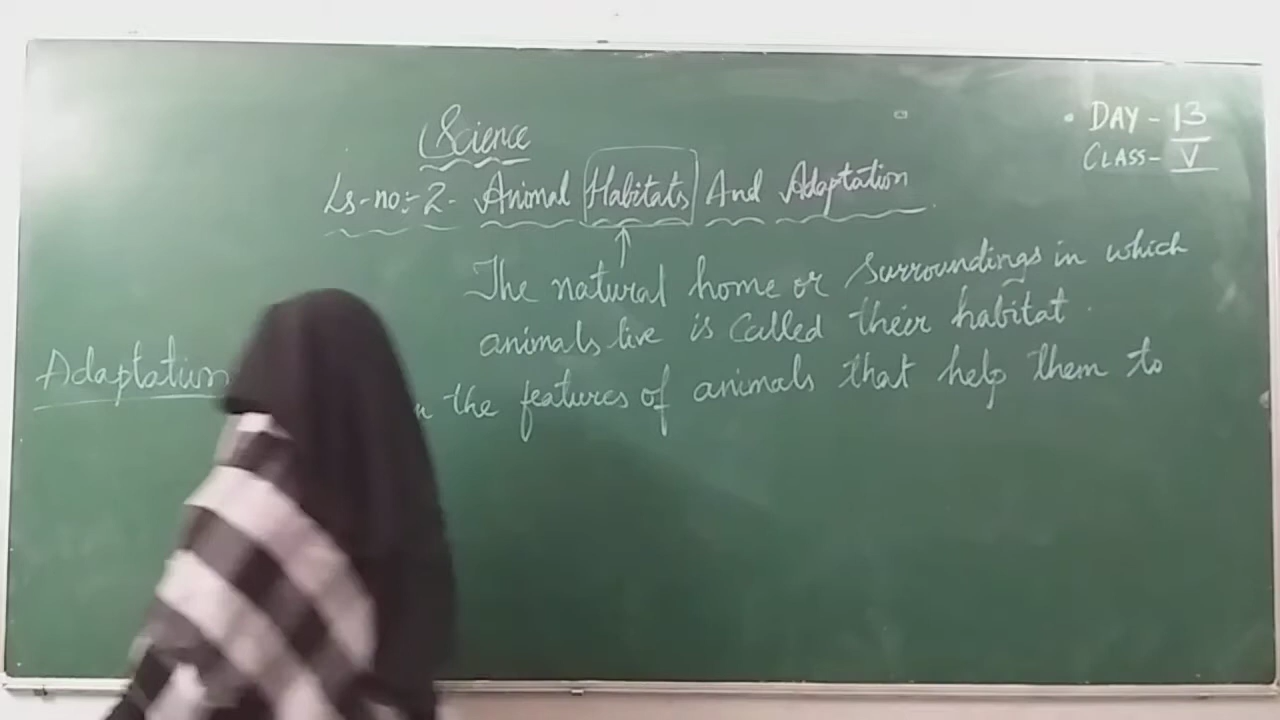 Science
DAY - 13
CLASS - V
Ls-no:- 2 - Animal Habitats And Adaptation
The natural home or surroundings in which
animals live is called their habitat.
Adaptation the features of animals that help them to